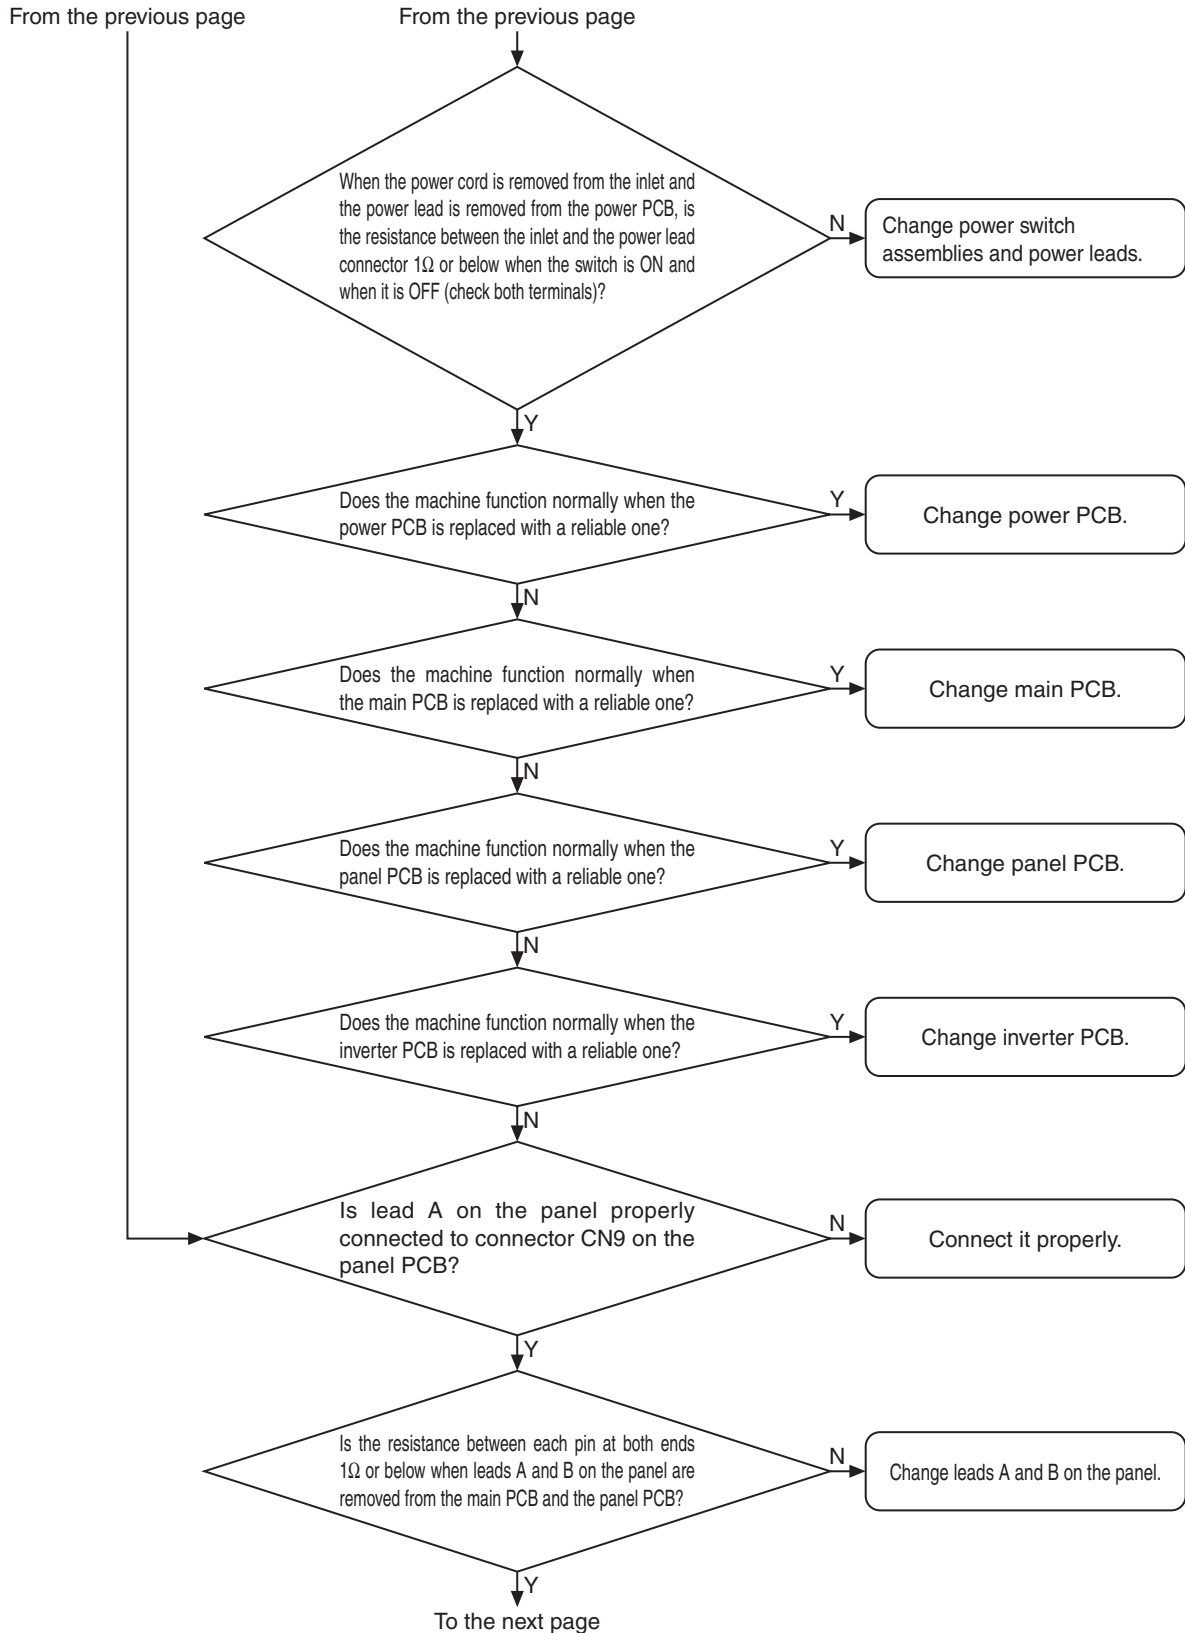 From the previous page
From the previous page
When the power cord is removed from the inlet and
the power lead is removed from the power PCB, is
the resistance between the inlet and the power lead
connector 1Ω or below when the switch is ON and
when it is OFF (check both terminals)?
N
Change power switch
assemblies and power leads.
Y
Does the machine function normally when the
power PCB is replaced with a reliable one?
Y
Change power PCB.
N
Does the machine function normally when
the main PCB is replaced with a reliable one?
Y
Change main PCB.
N
Does the machine function normally when the
panel PCB is replaced with a reliable one?
Y
Change panel PCB.
N
Does the machine function normally when the
inverter PCB is replaced with a reliable one?
Y
Change inverter PCB.
N
Is lead A on the panel properly
connected to connector CN9 on the
panel PCB?
N
Connect it properly.
Y
Is the resistance between each pin at both ends
1Ω or below when leads A and B on the panel are
removed from the main PCB and the panel PCB?
N
Change leads A and B on the panel.
Y
To the next page